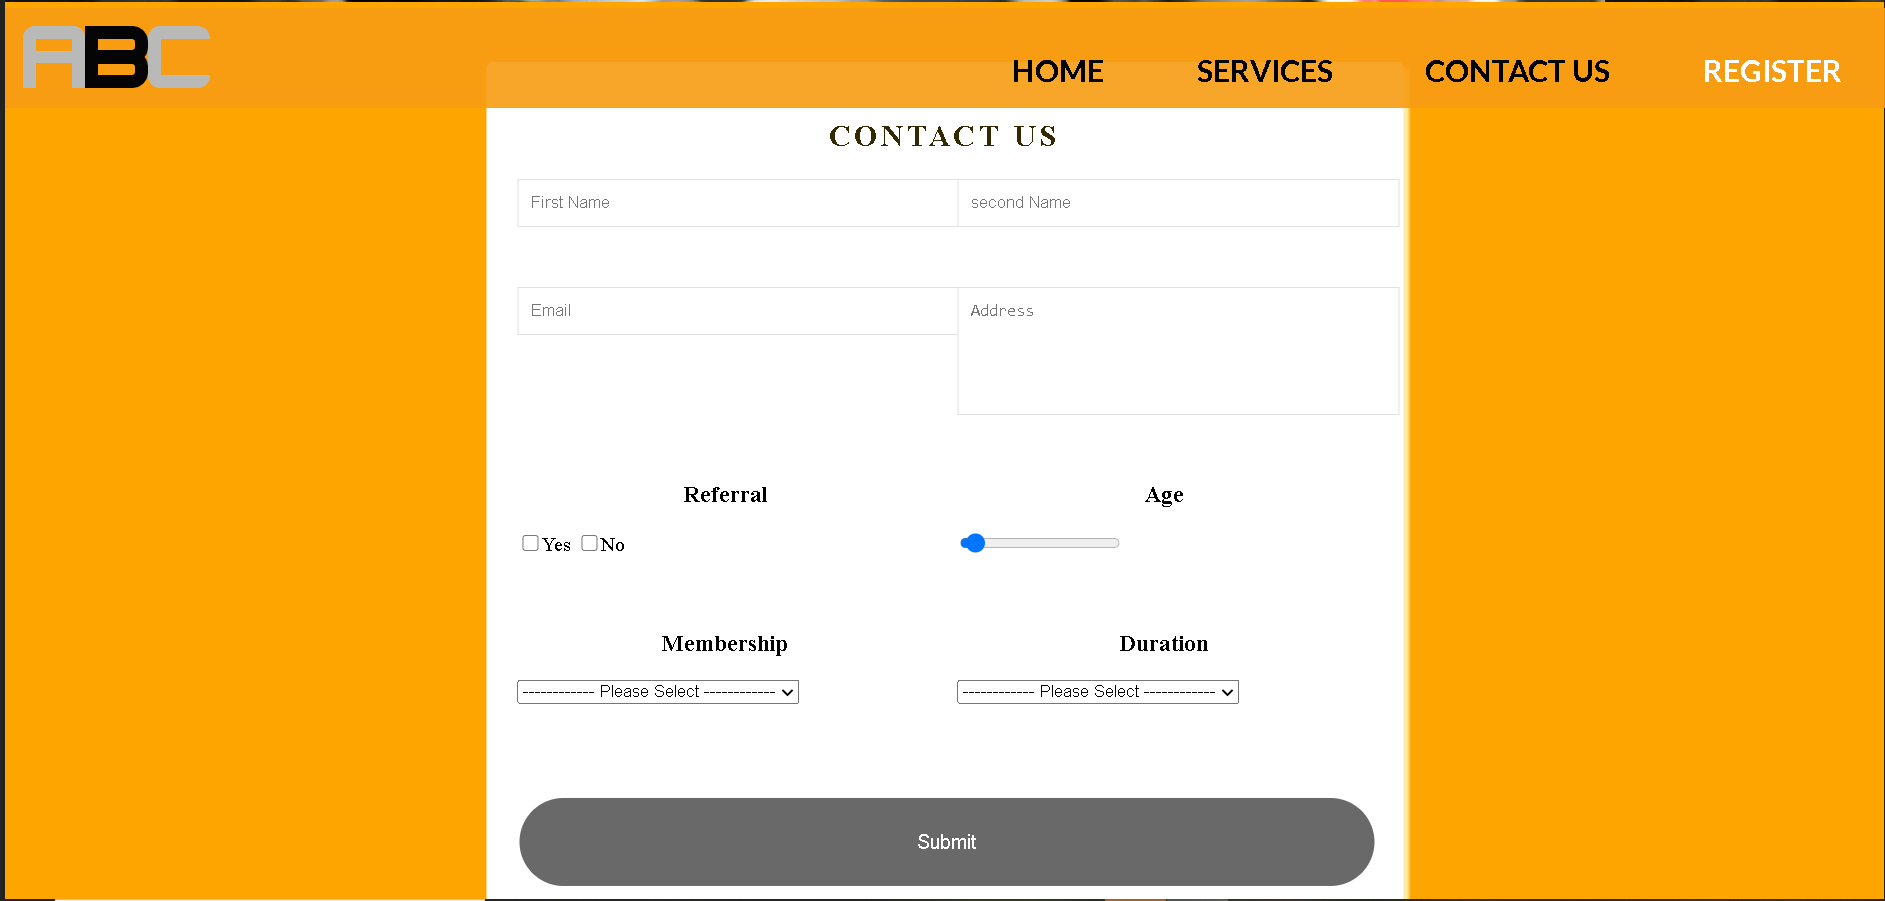 ABC
HOME SERVICES CONTACT US REGISTER
CONTACT US
First Name second Name
Email Address
Referral Age
Yes No
Membership Duration
------------ Please Select ------------ ------------ Please Select ------------
Submit